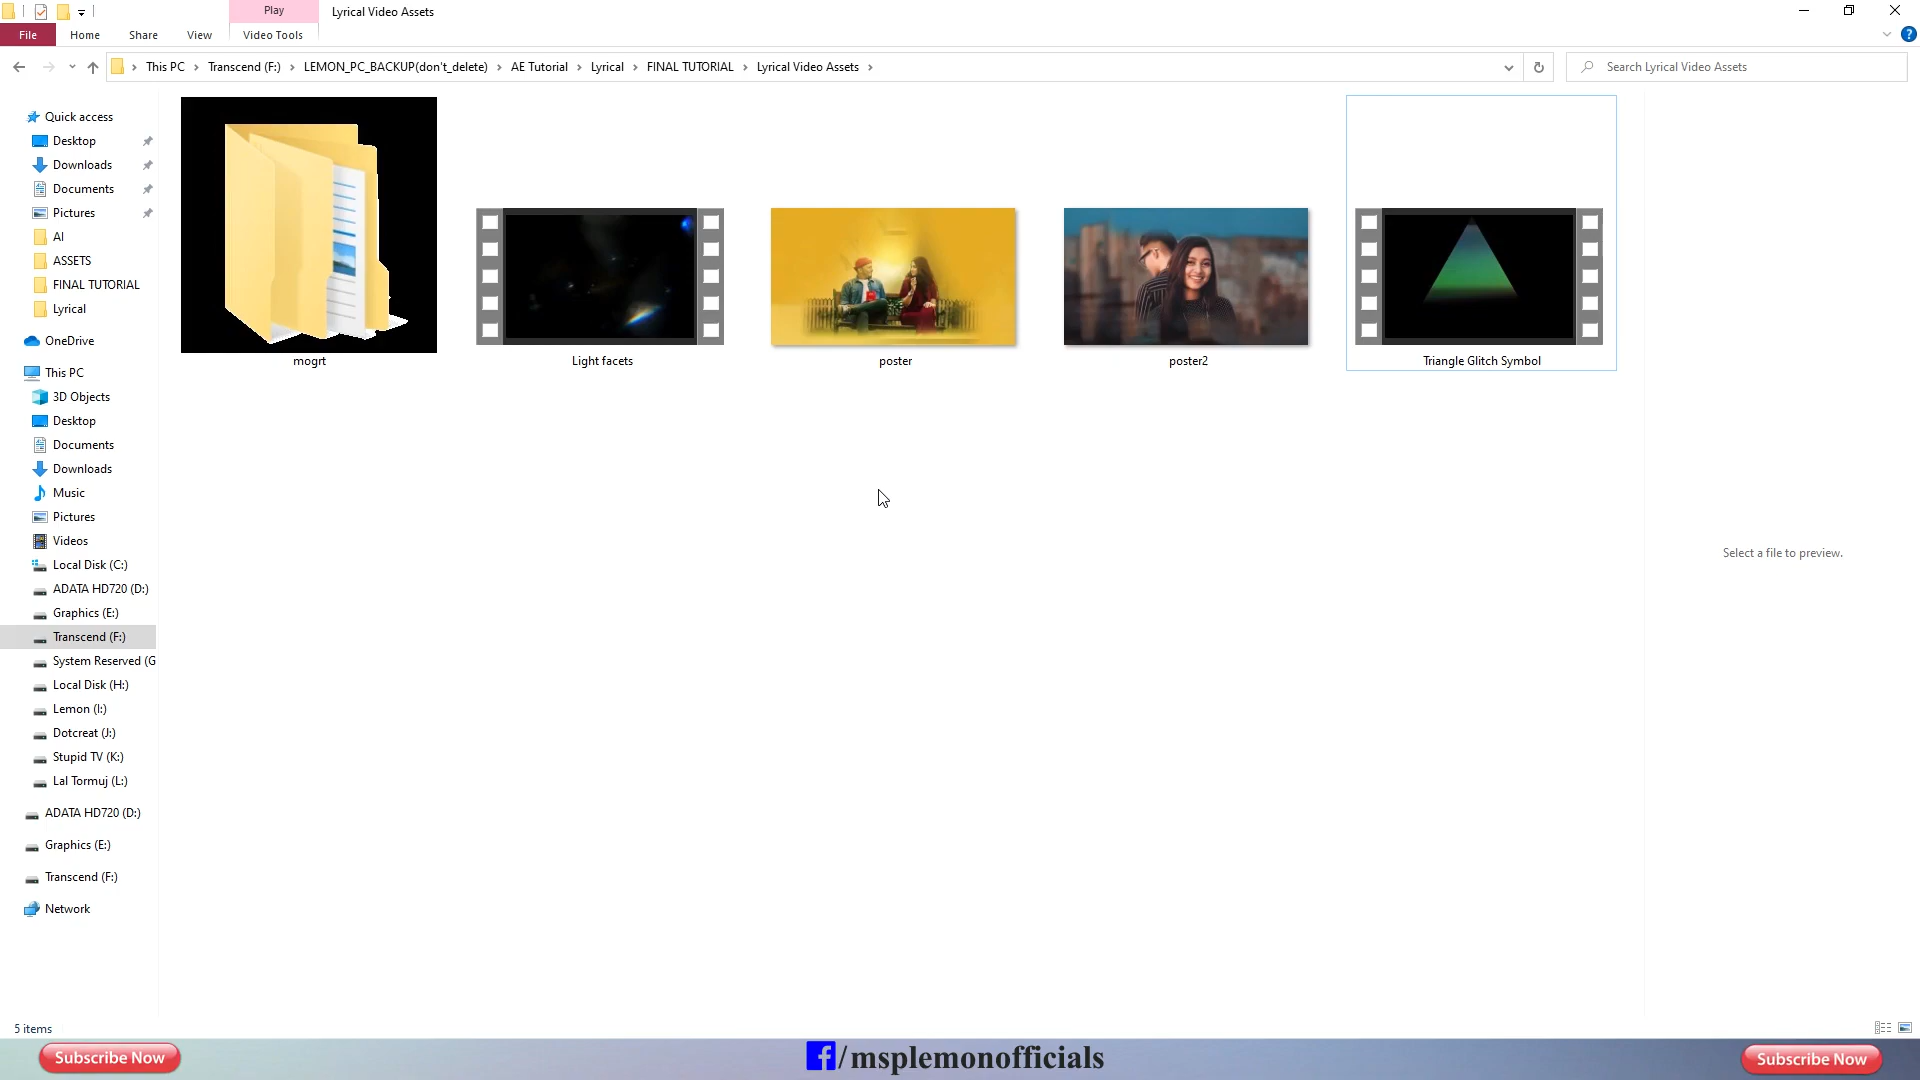 Play
Lyrical Video Assets
File
Home
Share
View
Video Tools
?
This PC
Transcend (F:)
LEMON_PC_BACKUP(don't_delete)
AE Tutorial
Lyrical
FINAL TUTORIAL
Lyrical Video Assets
Search Lyrical Video Assets
Quick access
Desktop
Downloads
Documents
Pictures
AI
ASSETS
FINAL TUTORIAL
Lyrical
OneDrive
This PC
3D Objects
Desktop
Documents
Downloads
Music
Pictures
Videos
Local Disk (C:)
ADATA HD720 (D:)
Graphics (E:)
Transcend (F:)
System Reserved (G
Local Disk (H:)
Lemon (I:)
Dotcreat (J:)
Stupid TV (K:)
Lal Tormuj (L:)
ADATA HD720 (D:)
Graphics (E:)
Transcend (F:)
Network
mogrt
Light facets
poster
poster2
Triangle Glitch Symbol
Select a file to preview.
5 items
Subscribe Now
f/msplemonofficials
Subscribe Now